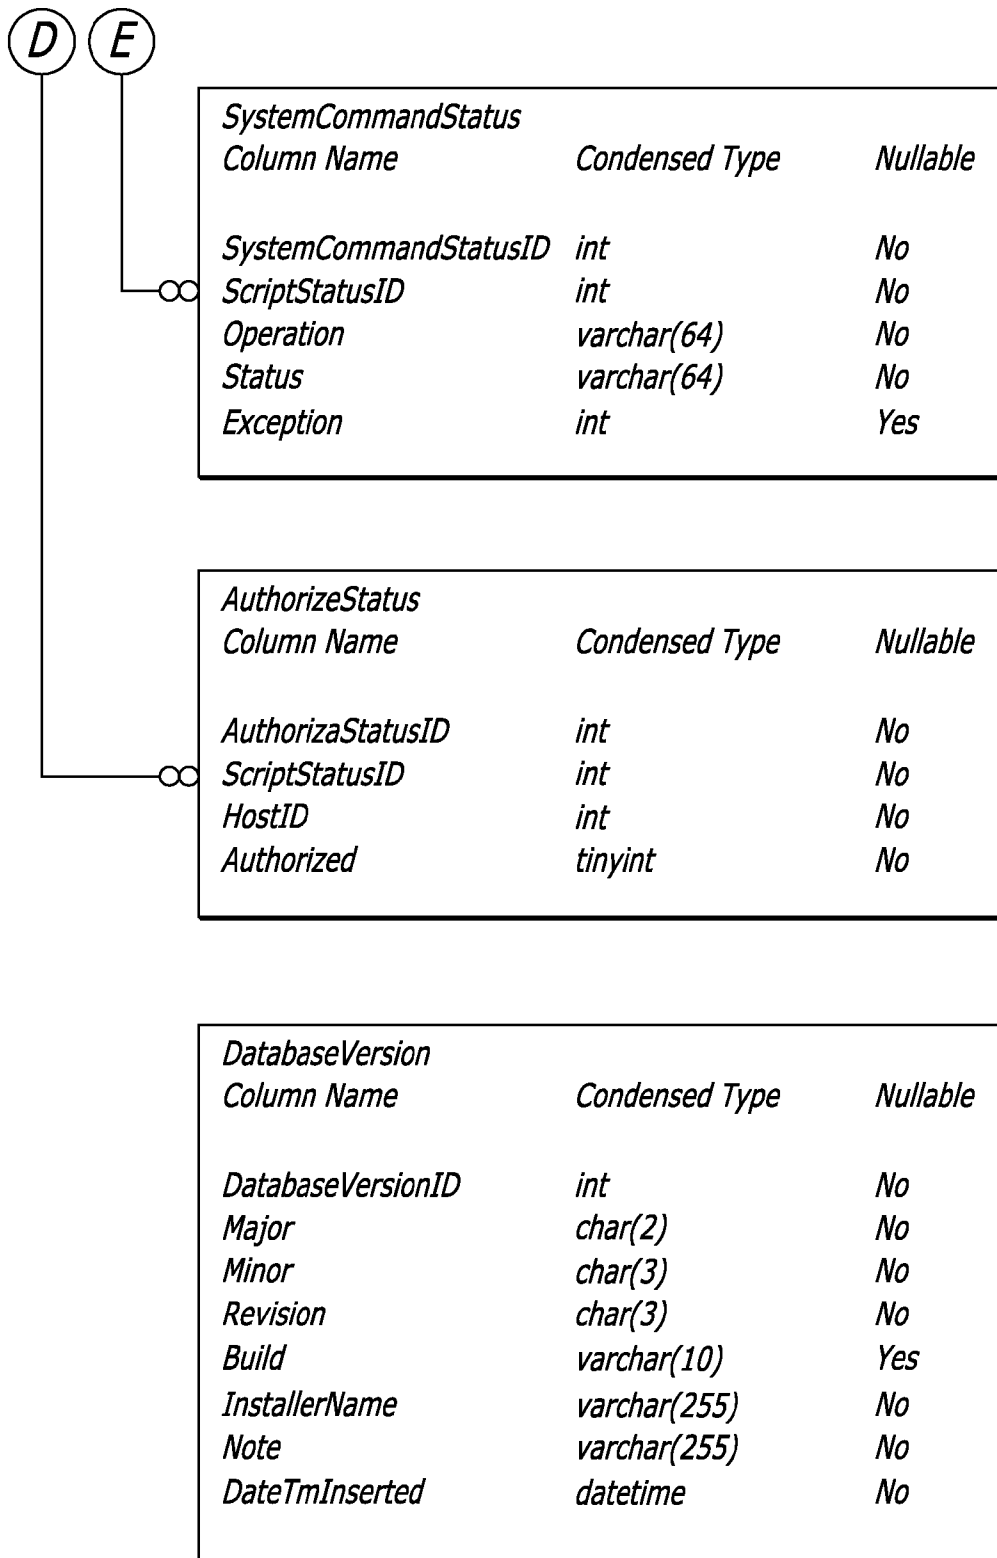 D E
SystemCommandStatus
Column Name Condensed Type Nullable
SystemCommandStatusID int No
ScriptStatusID int No
Operation varchar(64) No
Status varchar(64) No
Exception int Yes
AuthorizeStatus
Column Name Condensed Type Nullable
AuthorizaStatusID int No
ScriptStatusID int No
HostID int No
Authorized tinyint No
DatabaseVersion
Column Name Condensed Type Nullable
DatabaseVersionID int No
Major char(2) No
Minor char(3) No
Revision char(3) No
Build varchar(10) Yes
InstallerName varchar(255) No
Note varchar(255) No
DateTmInserted datetime No